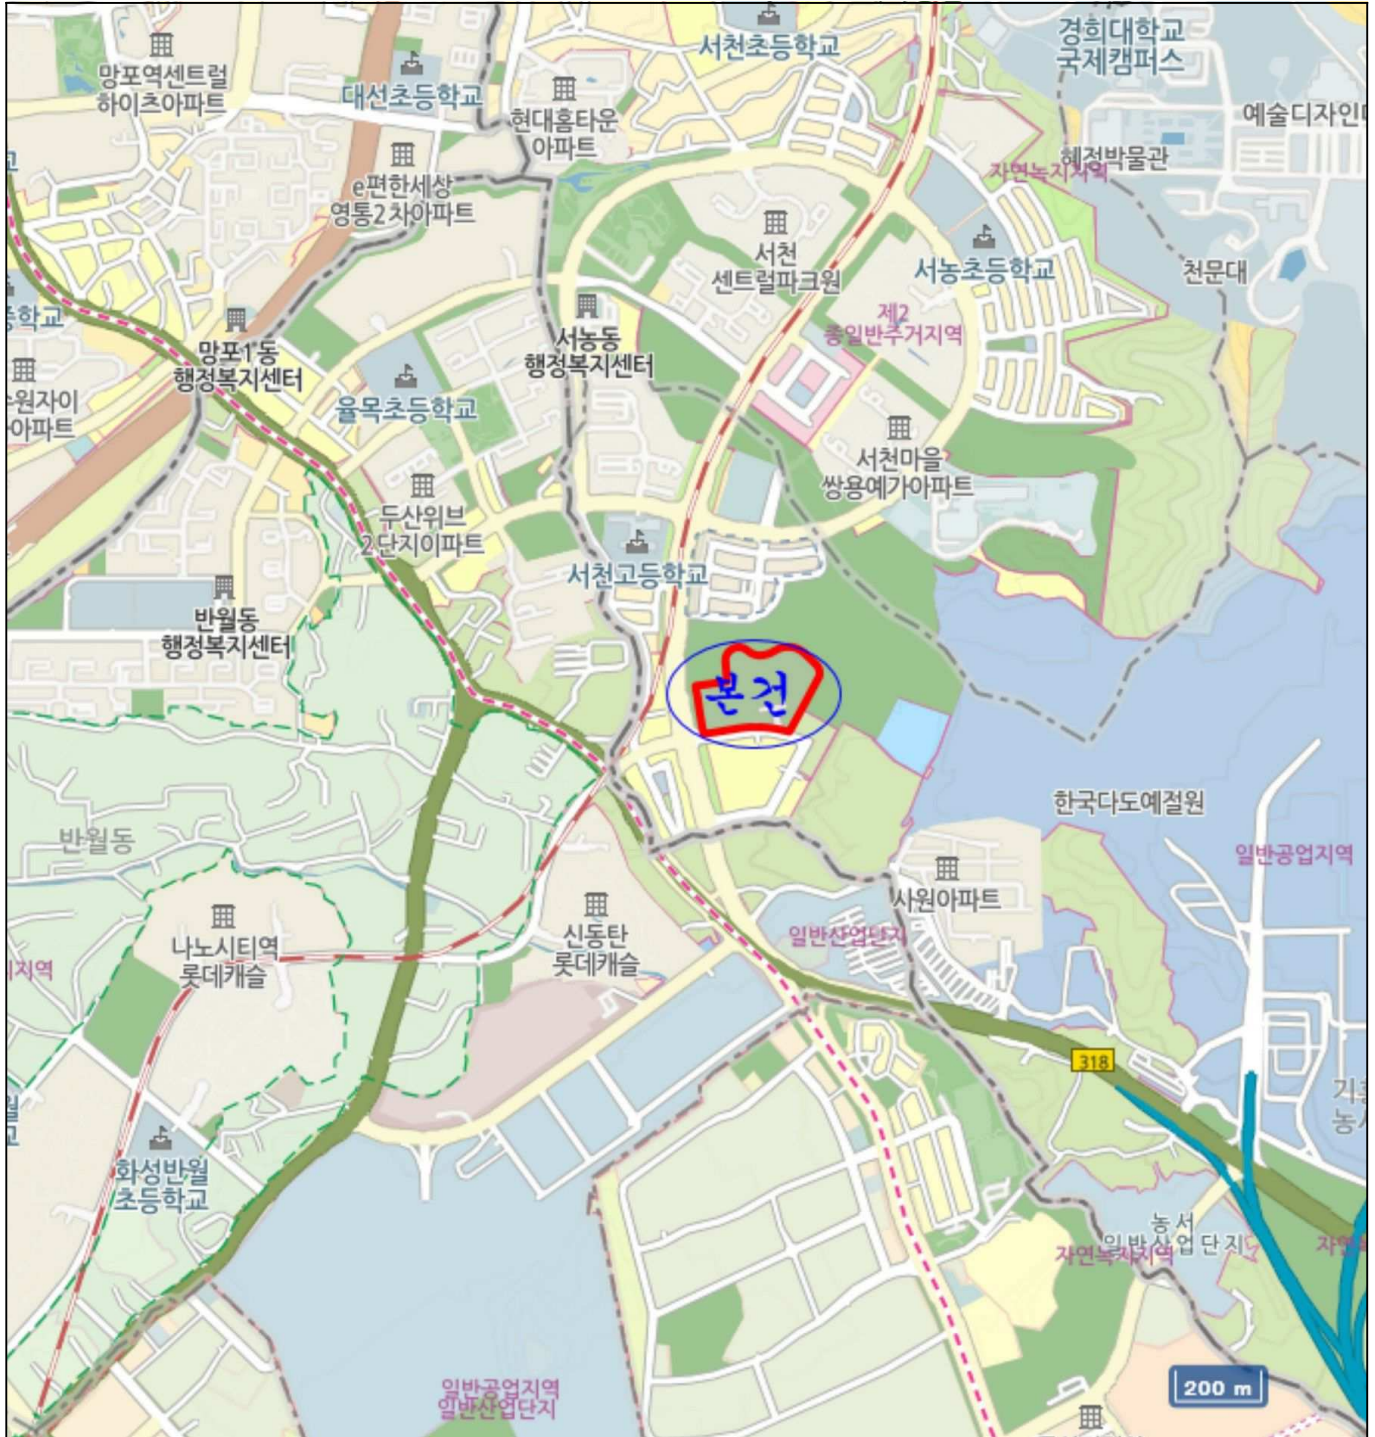 서천초등학교
경희대학교
국제캠퍼스
망포역센트럴
하이츠아파트
대선초등학교
현대홈타운
아파트
예술디자인
혜정박물관
자연녹지지역
e편한세상
영통2차아파트
서천
센트럴파크원
서농초등학교
천문대
제2
종일반주거지역
망포1동
행정복지센터
서농동
행정복지센터
율목초등학교
서천마을
쌍용예가아파트
두산위브
2단지아파트
서천고등학교
반월동
행정복지센터
본건
한국다도예절원
반월동
일반공업지역
사원아파트
나노시티역
롯데캐슬
신동탄
롯데캐슬
일반산업단지
318
화성반월
초등학교
농서
일반산업단지
자연녹지지역
200 m
일반공업지역
일반산업단지